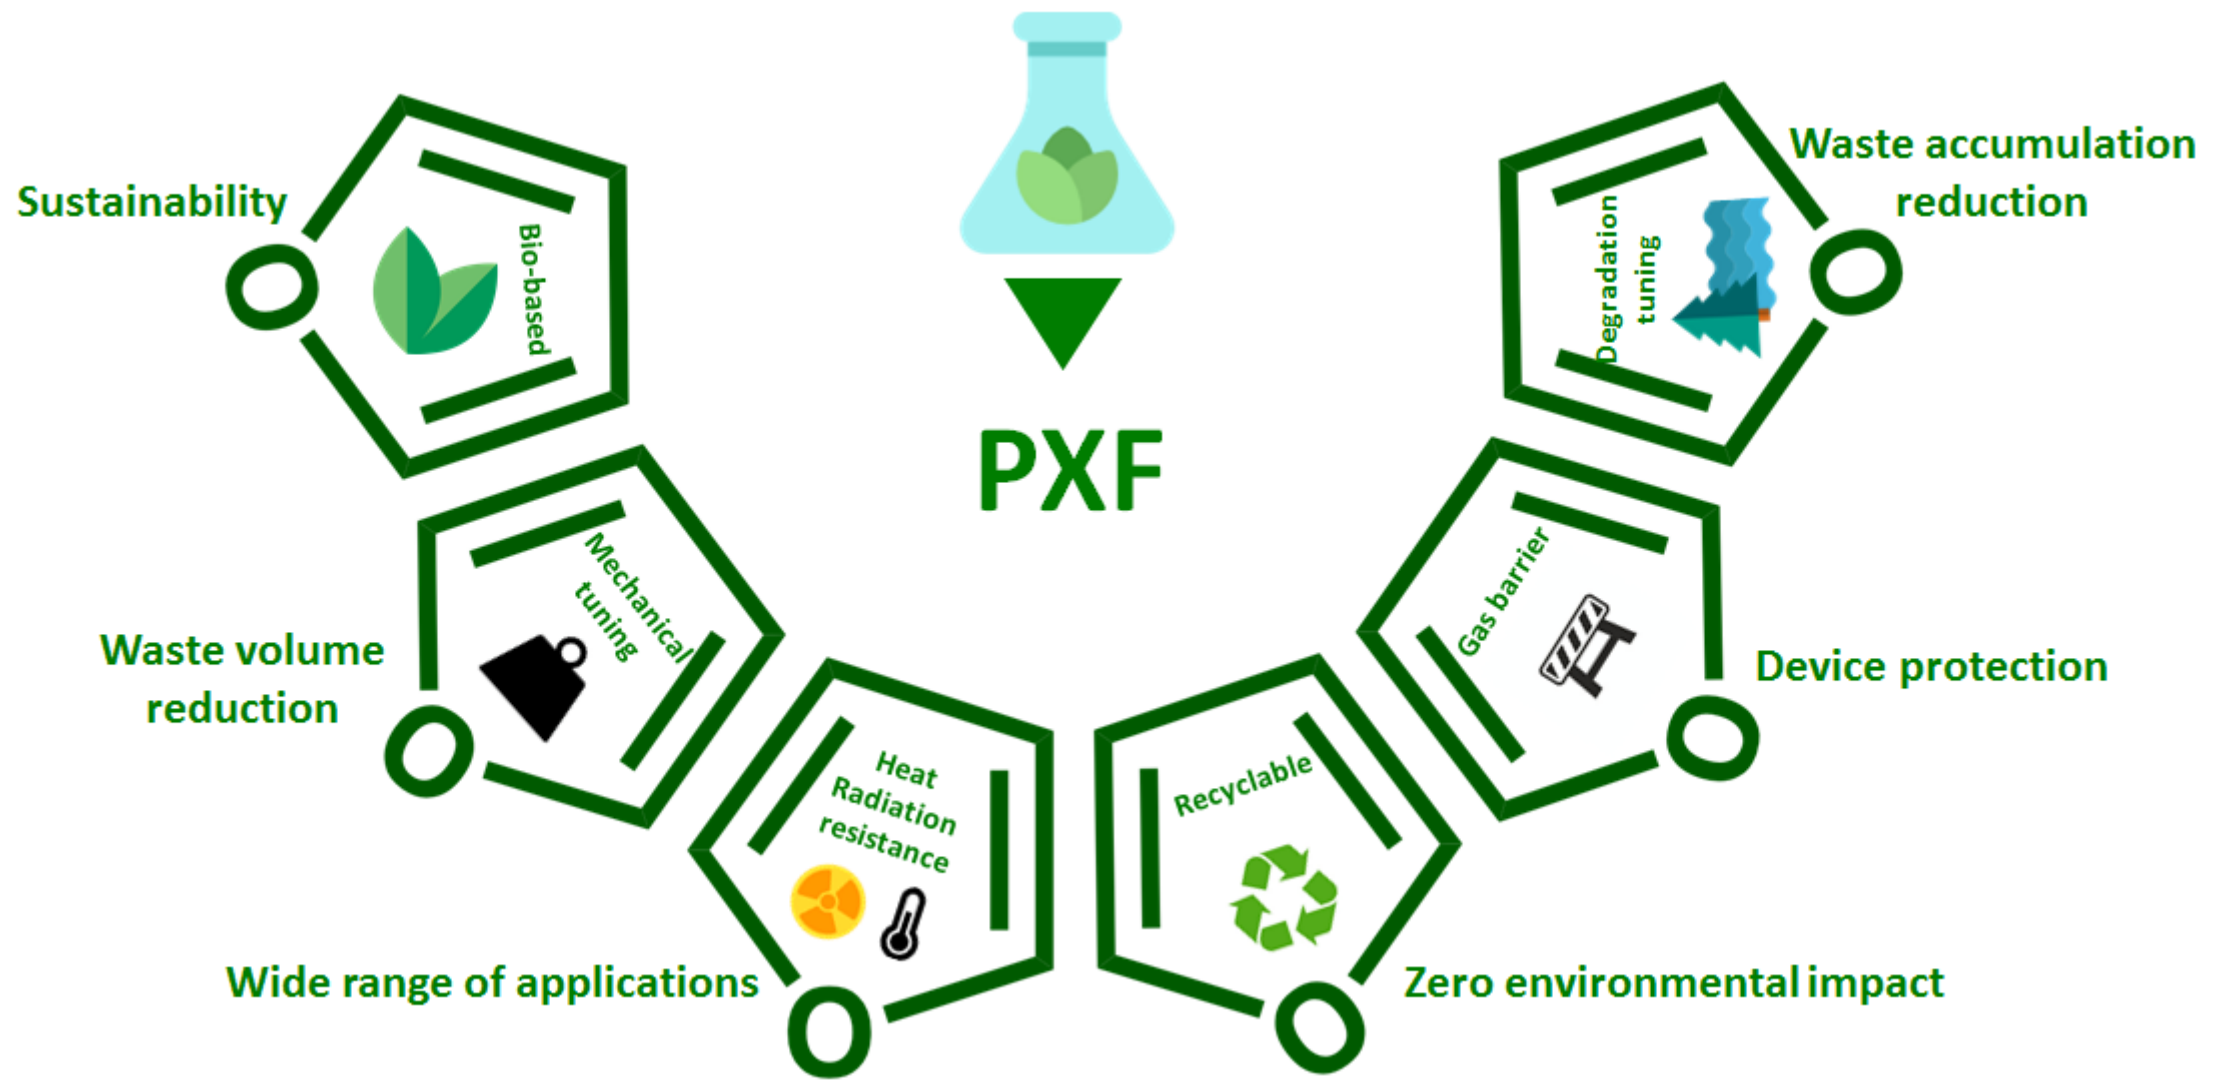 PXF
Sustainability
O
Bio-based
Waste volume
reduction
O
Mechanical
tuning
Wide range of applications
O
Heat
Radiation
resistance
Zero environmental impact
O
Recyclable
Device protection
O
Gas barrier
Waste accumulation
reduction
O
Degradation
tuning